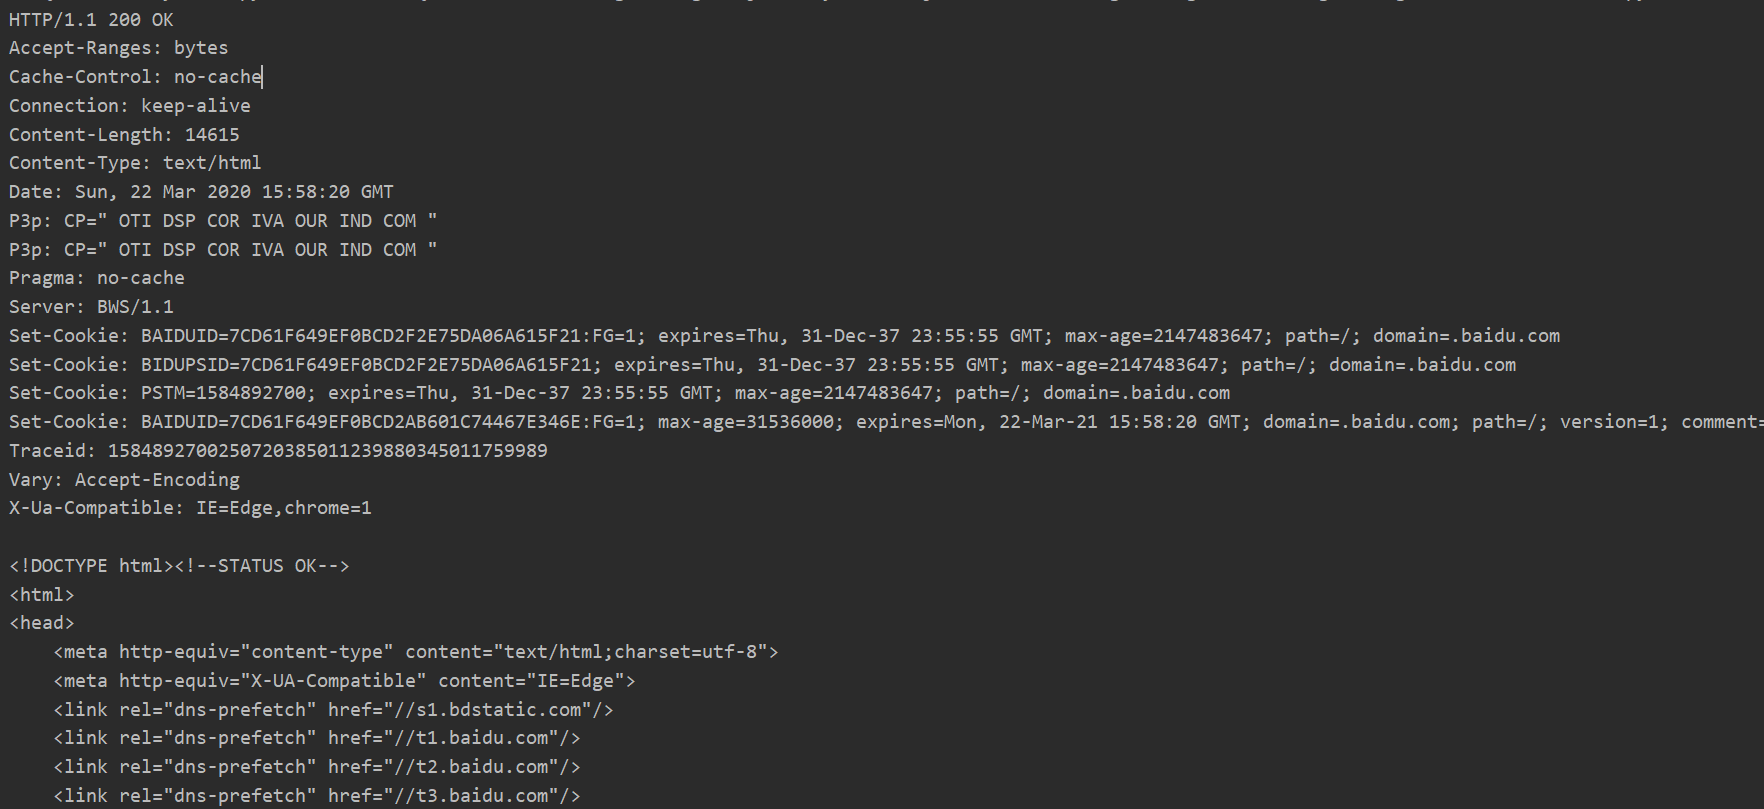 HTTP/1.1 200 OK
Accept-Ranges: bytes
Cache-Control: no-cache
Connection: keep-alive
Content-Length: 14615
Content-Type: text/html
Date: Sun, 22 Mar 2020 15:58:20 GMT
P3p: CP=" OTI DSP COR IVA OUR IND COM "
P3p: CP=" OTI DSP COR IVA OUR IND COM "
Pragma: no-cache
Server: BWS/1.1
Set-Cookie: BAIDUID=7CD61F649EF0BCD2F2E75DA06A615F21:FG=1; expires=Thu, 31-Dec-37 23:55:55 GMT; max-age=2147483647; path=/; domain=.baidu.com
Set-Cookie: BIDUPSID=7CD61F649EF0BCD2F2E75DA06A615F21; expires=Thu, 31-Dec-37 23:55:55 GMT; max-age=2147483647; path=/; domain=.baidu.com
Set-Cookie: PSTM=1584892700; expires=Thu, 31-Dec-37 23:55:55 GMT; max-age=2147483647; path=/; domain=.baidu.com
Set-Cookie: BAIDUID=7CD61F649EF0BCD2AB601C74467E346E:FG=1; max-age=31536000; expires=Mon, 22-Mar-21 15:58:20 GMT; domain=.baidu.com; path=/; version=1; comment=
Traceid: 1584892700250720385011239880345011759989
Vary: Accept-Encoding
X-Ua-Compatible: IE=Edge,chrome=1
<!DOCTYPE html><!--STATUS OK-->
<html>
<head>
<meta http-equiv="content-type" content="text/html;charset=utf-8">
<meta http-equiv="X-UA-Compatible" content="IE=Edge">
<link rel="dns-prefetch" href="//s1.bdstatic.com"/>
<link rel="dns-prefetch" href="//t1.baidu.com"/>
<link rel="dns-prefetch" href="//t2.baidu.com"/>
<link rel="dns-prefetch" href="//t3.baidu.com"/>